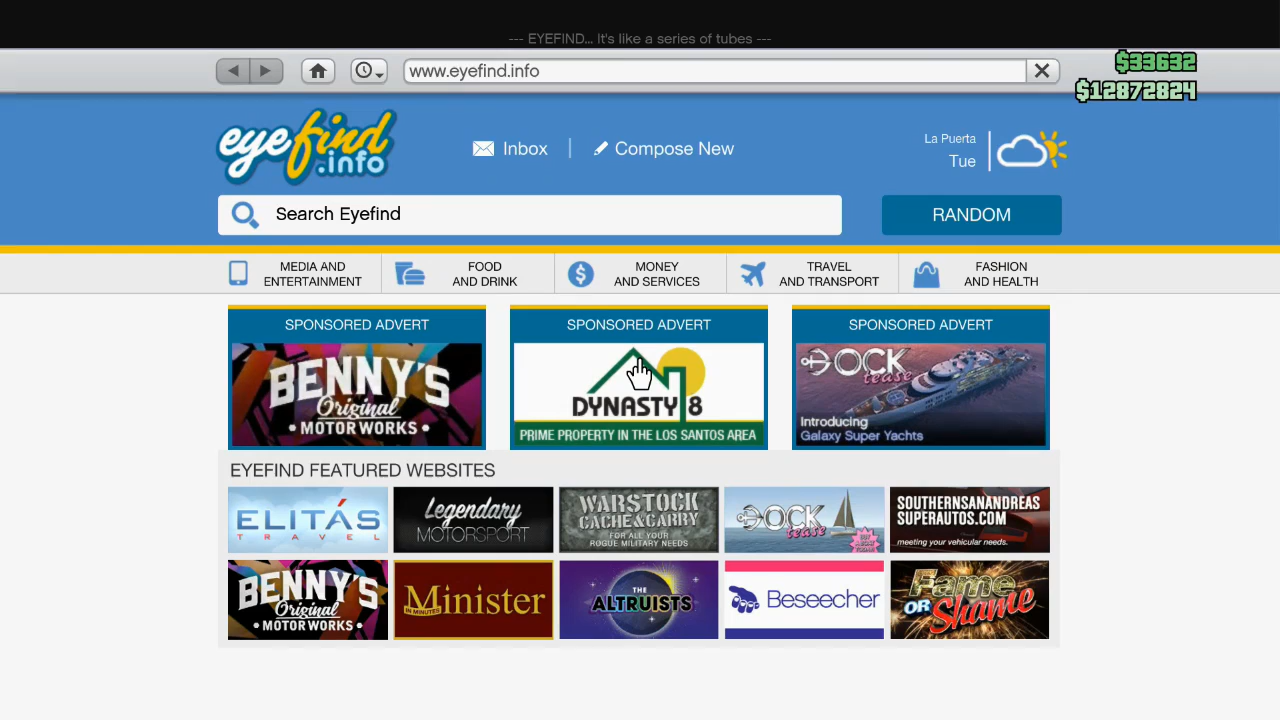 --- EYEFIND... It's like a series of tubes ---
www.eyefind.info
$33632
$12872824
eyefind
.info
Inbox
Compose New
La Puerta
Tue
Search Eyefind
RANDOM
MEDIA AND
ENTERTAINMENT
FOOD
AND DRINK
MONEY
AND SERVICES
TRAVEL
AND TRANSPORT
FASHION
AND HEALTH
SPONSORED ADVERT
BENNY'S
Original
• MOTOR WORKS •
SPONSORED ADVERT
DYNASTY 8
PRIME PROPERTY IN THE LOS SANTOS AREA
SPONSORED ADVERT
DOCK
tease
Introducing
Galaxy Super Yachts
EYEFIND FEATURED WEBSITES
ELITÁS
TRAVEL
Legendary
MOTORSPORT
WARSTOCK
CACHE & CARRY
FOR ALL YOUR
ROGUE MILITARY NEEDS
DOCK
tease
SOUTHERNSANANDREAS
SUPERAUTOS.COM
meeting your vehicular needs.
BENNY'S
Original
• MOTOR WORKS •
IN MINUTES
Minister
THE
ALTRUISTS
Beseecher
Fame
OR
Shame